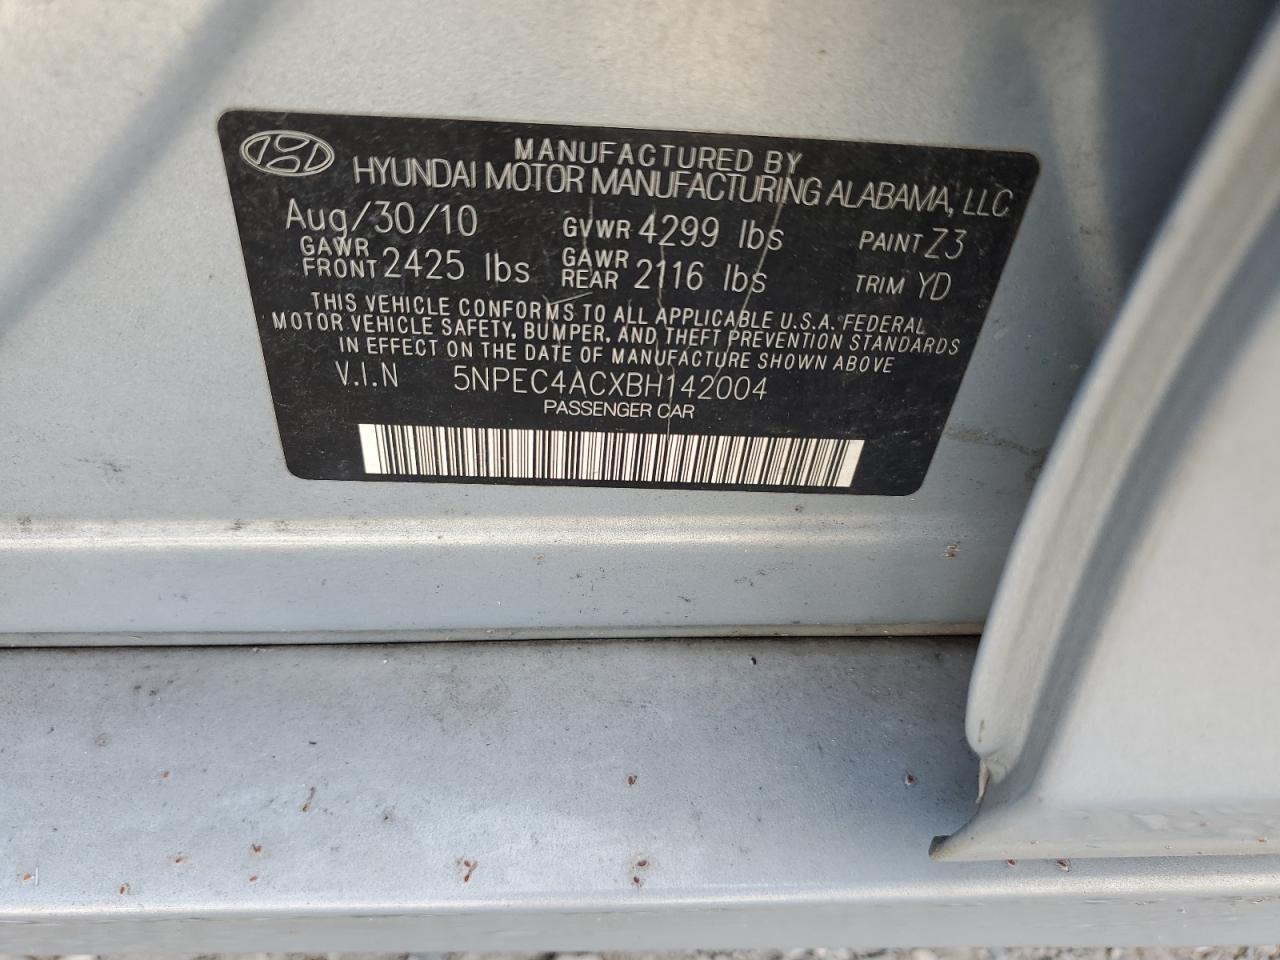 MANUFACTURED BY
HYUNDAI MOTOR MANUFACTURING ALABAMA, LLC
Aug/30/10 GVWR 4299 lbs PAINT Z3
GAWR FRONT 2425 lbs GAWR REAR 2116 lbs TRIM YD
THIS VEHICLE CONFORMS TO ALL APPLICABLE U.S.A. FEDERAL
MOTOR VEHICLE SAFETY, BUMPER, AND THEFT PREVENTION STANDARDS
IN EFFECT ON THE DATE OF MANUFACTURE SHOWN ABOVE
V.I.N 5NPEC4ACXBH142004
PASSENGER CAR